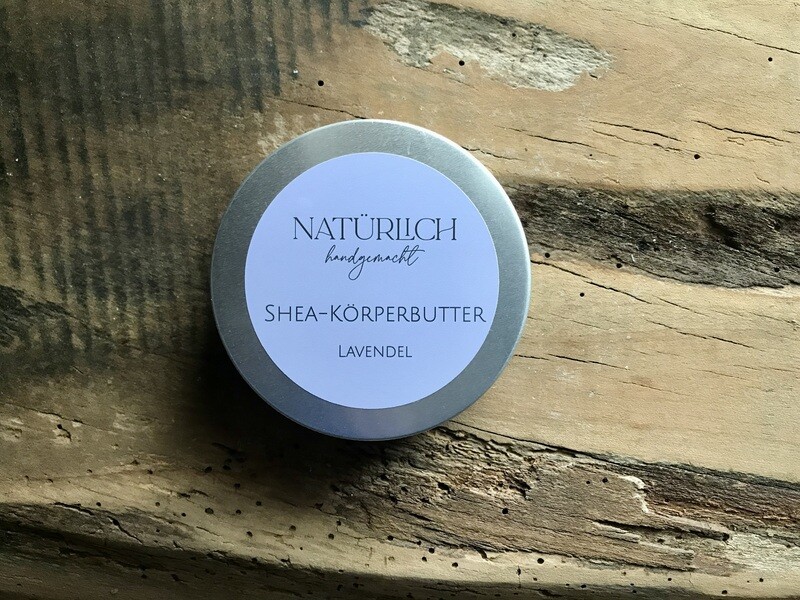 NATÜRLICH
handgemacht
SHEA-KÖRPERBUTTER
LAVENDEL